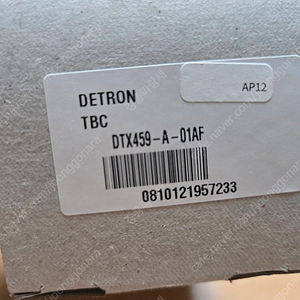 AP12
DETRON
TBC
DTX459-A-01AF
0810121957233